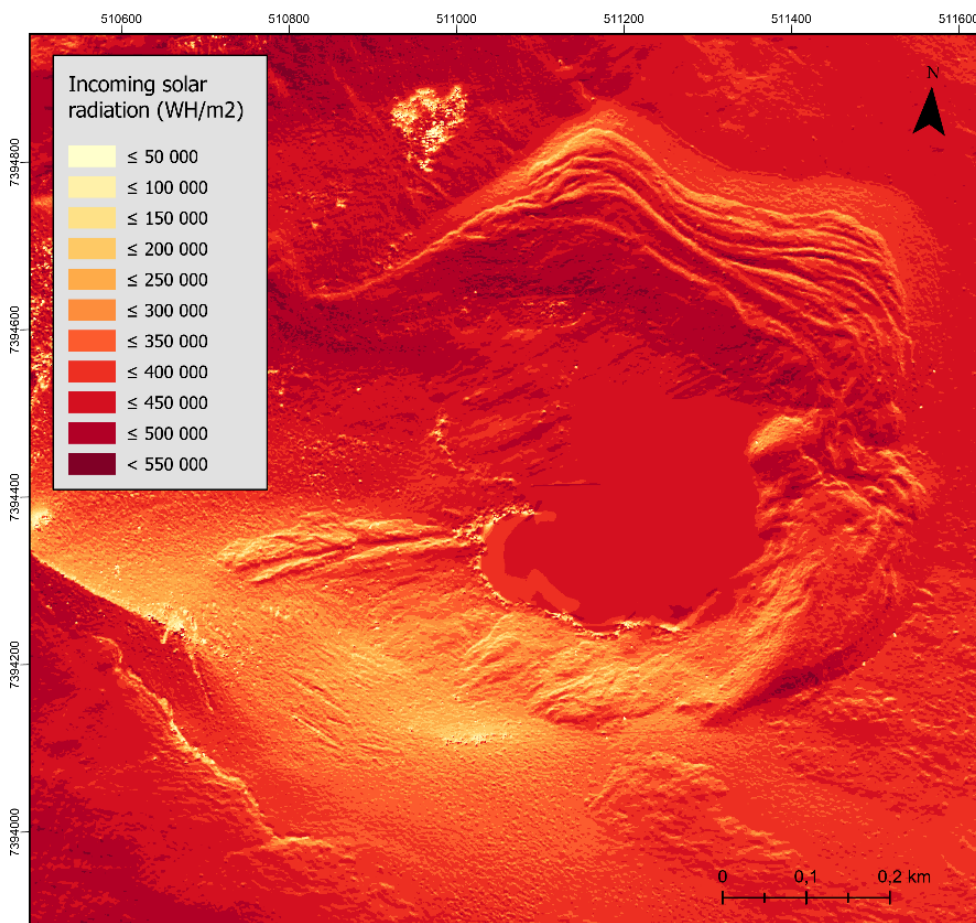 510600 510800 511000 511200 511400 511600
Incoming solar
radiation (WH/m2)
≤ 50 000
≤ 100 000
≤ 150 000
≤ 200 000
≤ 250 000
≤ 300 000
≤ 350 000
≤ 400 000
≤ 450 000
≤ 500 000
< 550 000
N
7394800
7394600
7394400
7394200
7394000
0 0,1 0,2 km